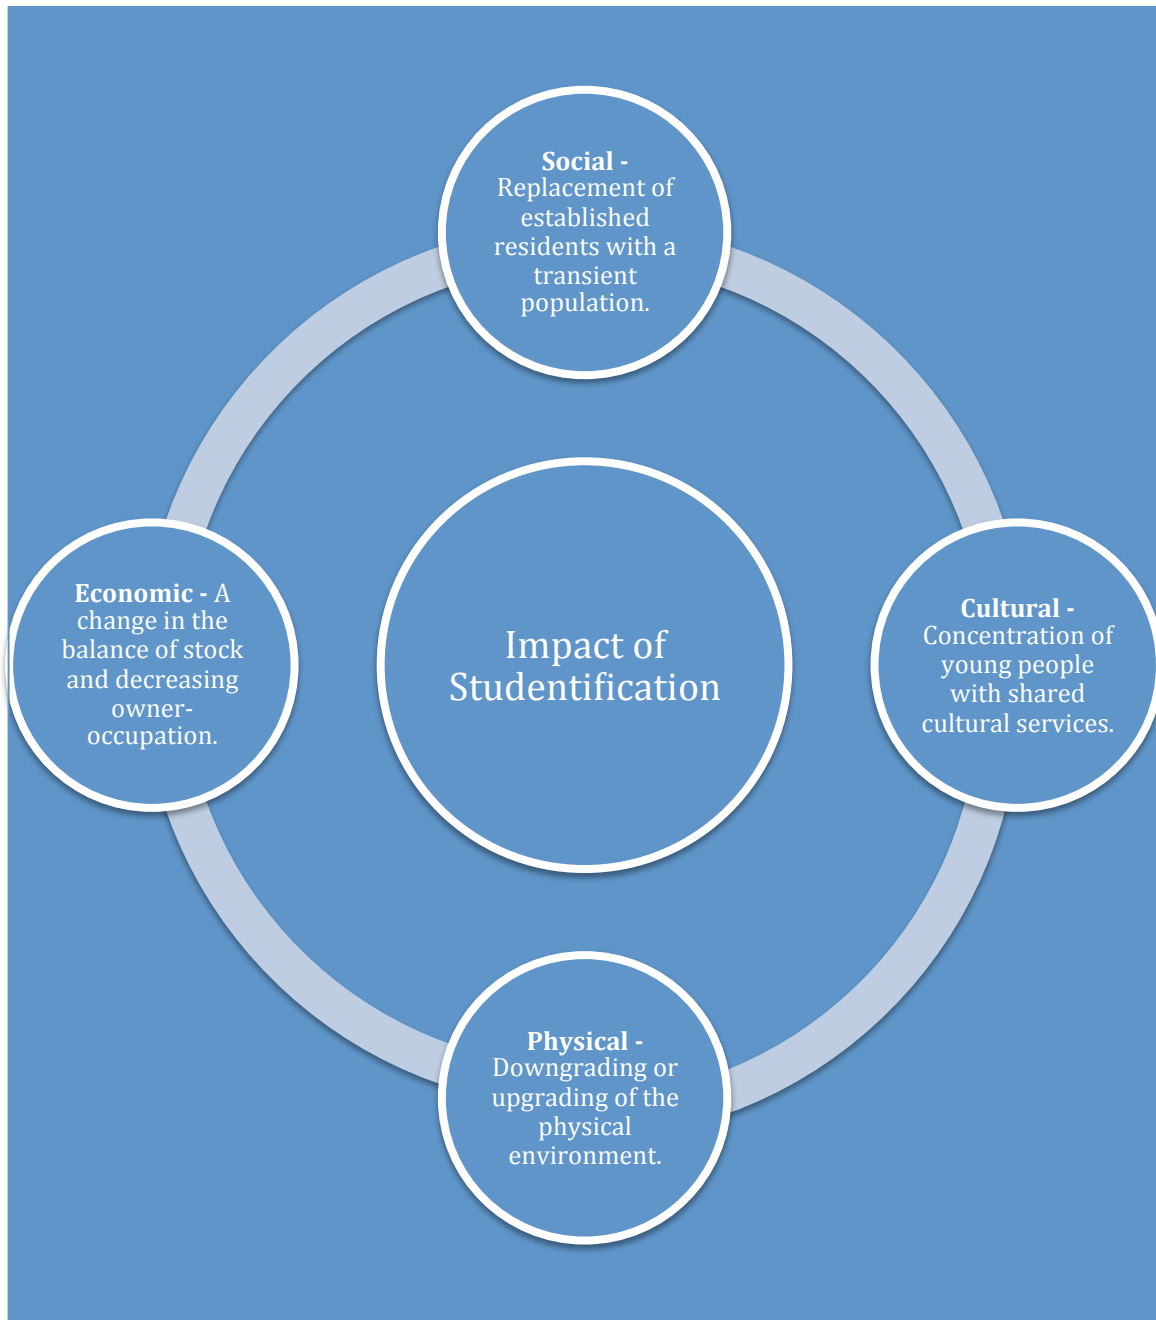 Social -
Replacement of
established
residents with a
transient
population.
Economic - A
change in the
balance of stock
and decreasing
owner-
occupation.
Impact of
Studentification
Cultural -
Concentration of
young people
with shared
cultural services.
Physical -
Downgrading or
upgrading of the
physical
environment.